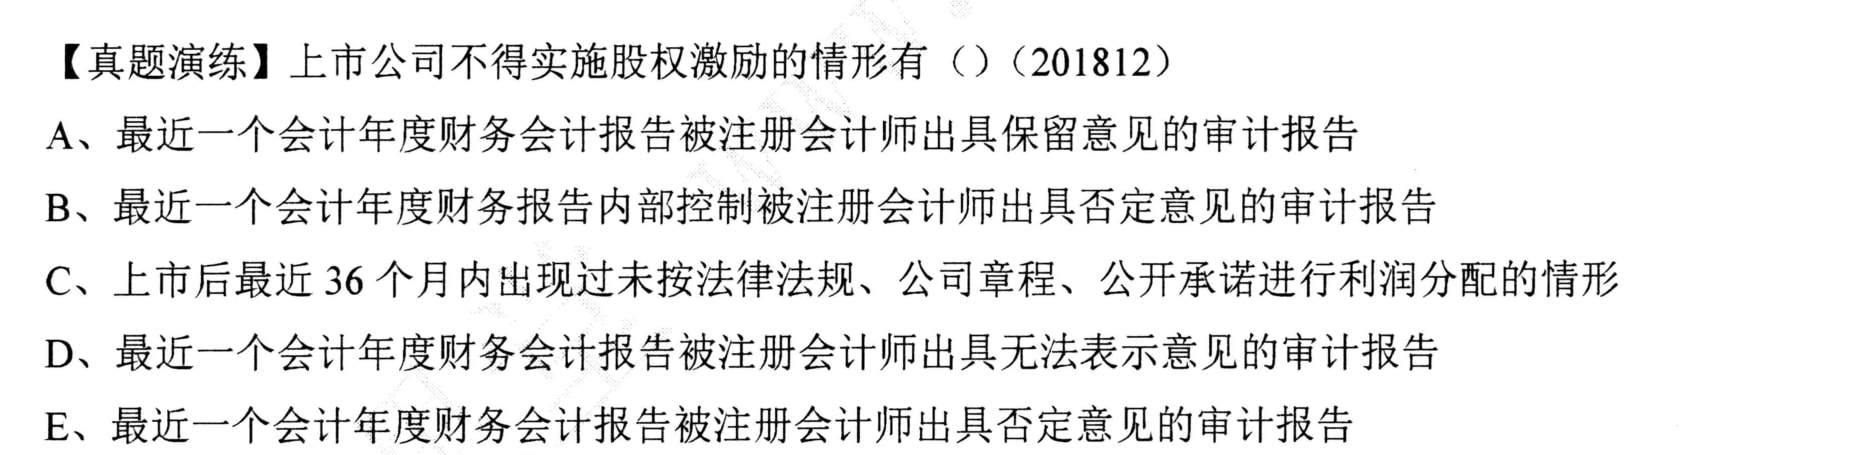 【真题演练】上市公司不得实施股权激励的情形有（）（201812）
A、最近一个会计年度财务会计报告被注册会计师出具保留意见的审计报告
B、最近一个会计年度财务报告内部控制被注册会计师出具否定意见的审计报告
C、上市后最近 36 个月内出现过未按法律法规、公司章程、公开承诺进行利润分配的情形
D、最近一个会计年度财务会计报告被注册会计师出具无法表示意见的审计报告
E、最近一个会计年度财务会计报告被注册会计师出具否定意见的审计报告